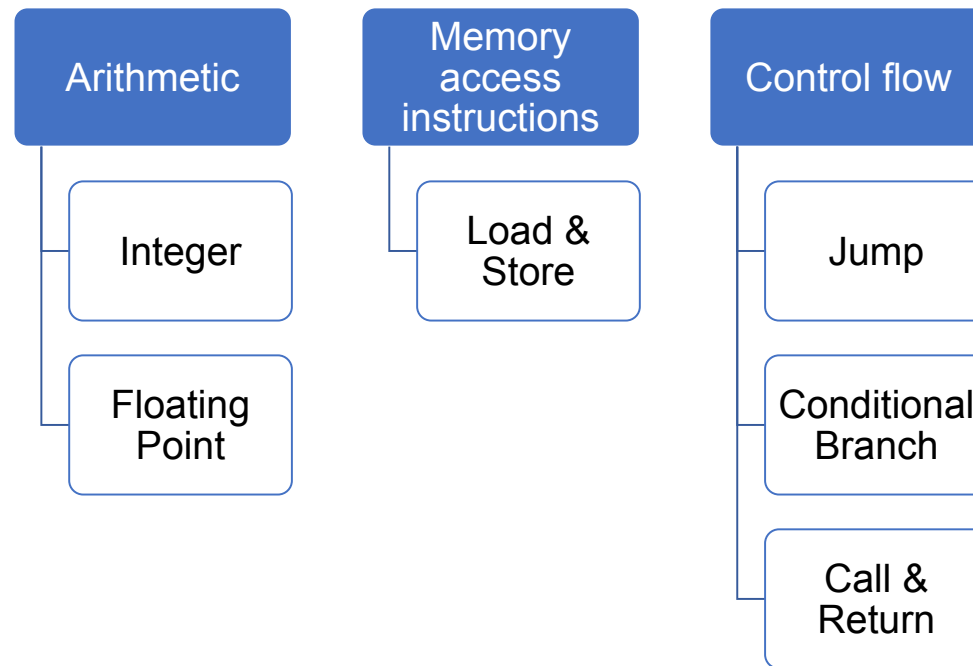 Arithmetic
Integer
Floating
Point
Memory
access
instructions
Load &
Store
Control flow
Jump
Conditional
Branch
Call &
Return